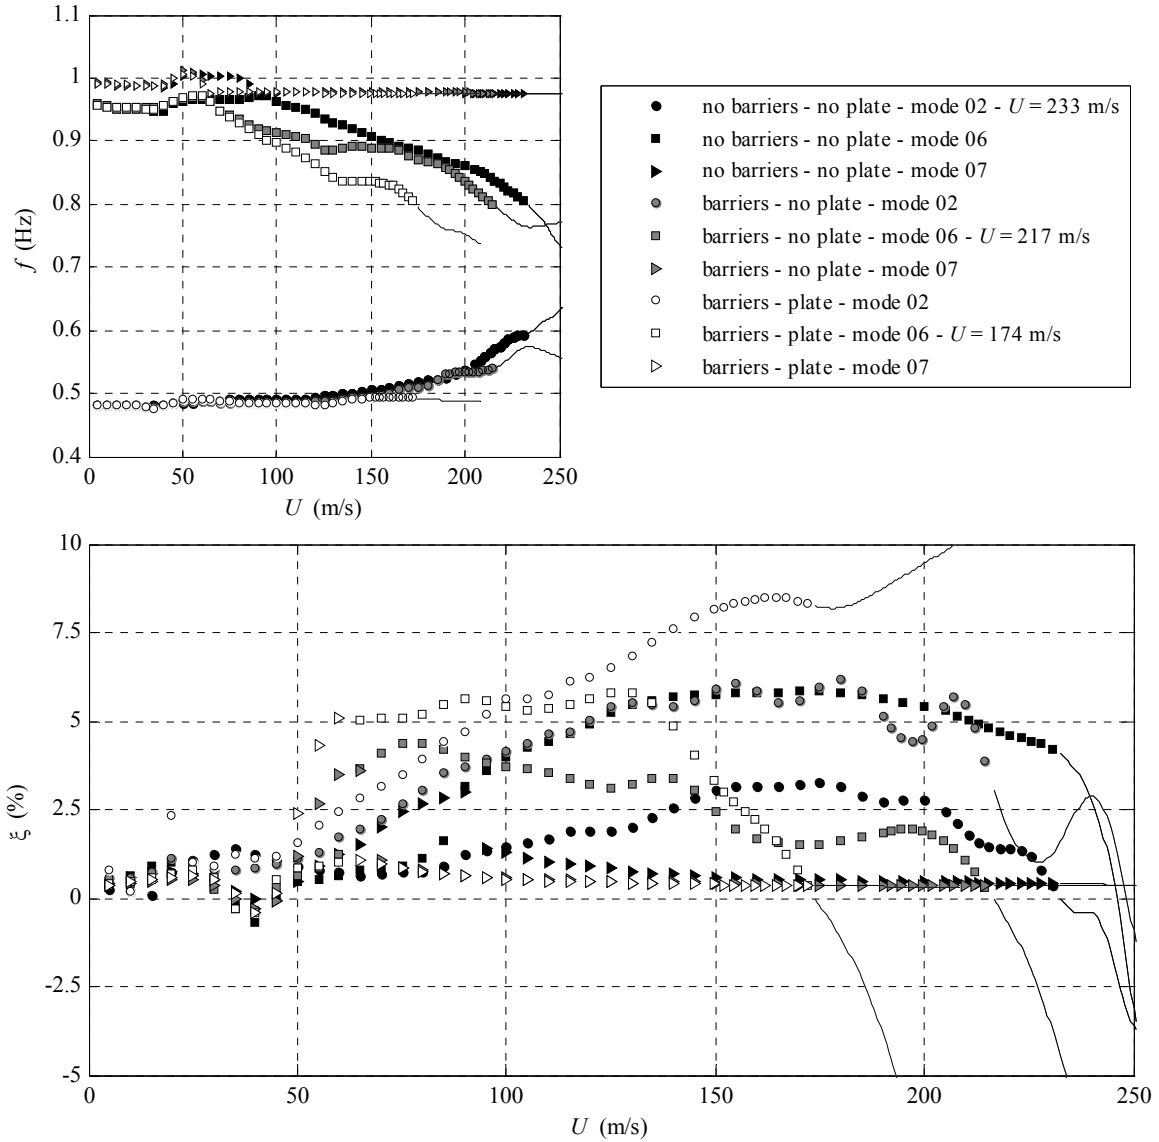 1.1
1
0.9
0.8
0.7
0.6
0.5
0.4
f (Hz)
0 50 100 150 200 250
U (m/s)
no barriers - no plate - mode 02 - U = 233 m/s
no barriers - no plate - mode 06
no barriers - no plate - mode 07
barriers - no plate - mode 02
barriers - no plate - mode 06 - U = 217 m/s
barriers - no plate - mode 07
barriers - plate - mode 02
barriers - plate - mode 06 - U = 174 m/s
barriers - plate - mode 07
10
7.5
5
2.5
0
-2.5
-5
ξ (%)
0 50 100 150 200 250
U (m/s)